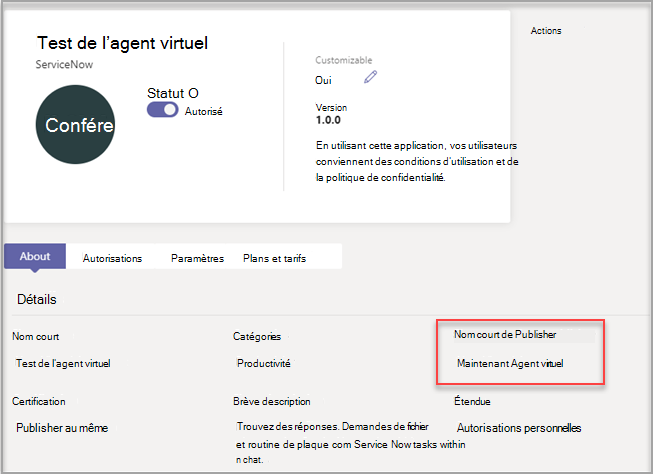 Test de l'agent virtuel
ServiceNow
Confére
Statut O
Autorisé
Customizable
Oui
Version
1.0.0
En utilisant cette application, vos utilisateurs
conviennent des conditions d'utilisation et de
la politique de confidentialité.
Actions
About
Autorisations
Paramètres
Plans et tarifs
Détails
Nom court
Test de l'agent virtuel
Catégories
Productivité
Nom court de Publisher
Maintenant Agent virtuel
Certification
Publisher au même
Brève description
Trouvez des réponses. Demandes de fichier
et routine de plaque com Service Now tasks within
n chat.
Étendue
Autorisations personnelles